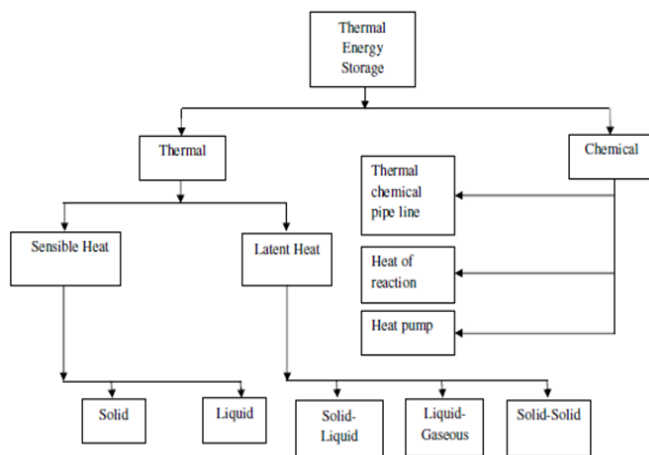 Thermal
Energy
Storage
Thermal
Chemical
Thermal
chemical
pipe line
Sensible Heat
Latent Heat
Heat of
reaction
Heat pump
Solid
Liquid
Solid-
Liquid
Liquid-
Gaseous
Solid-Solid